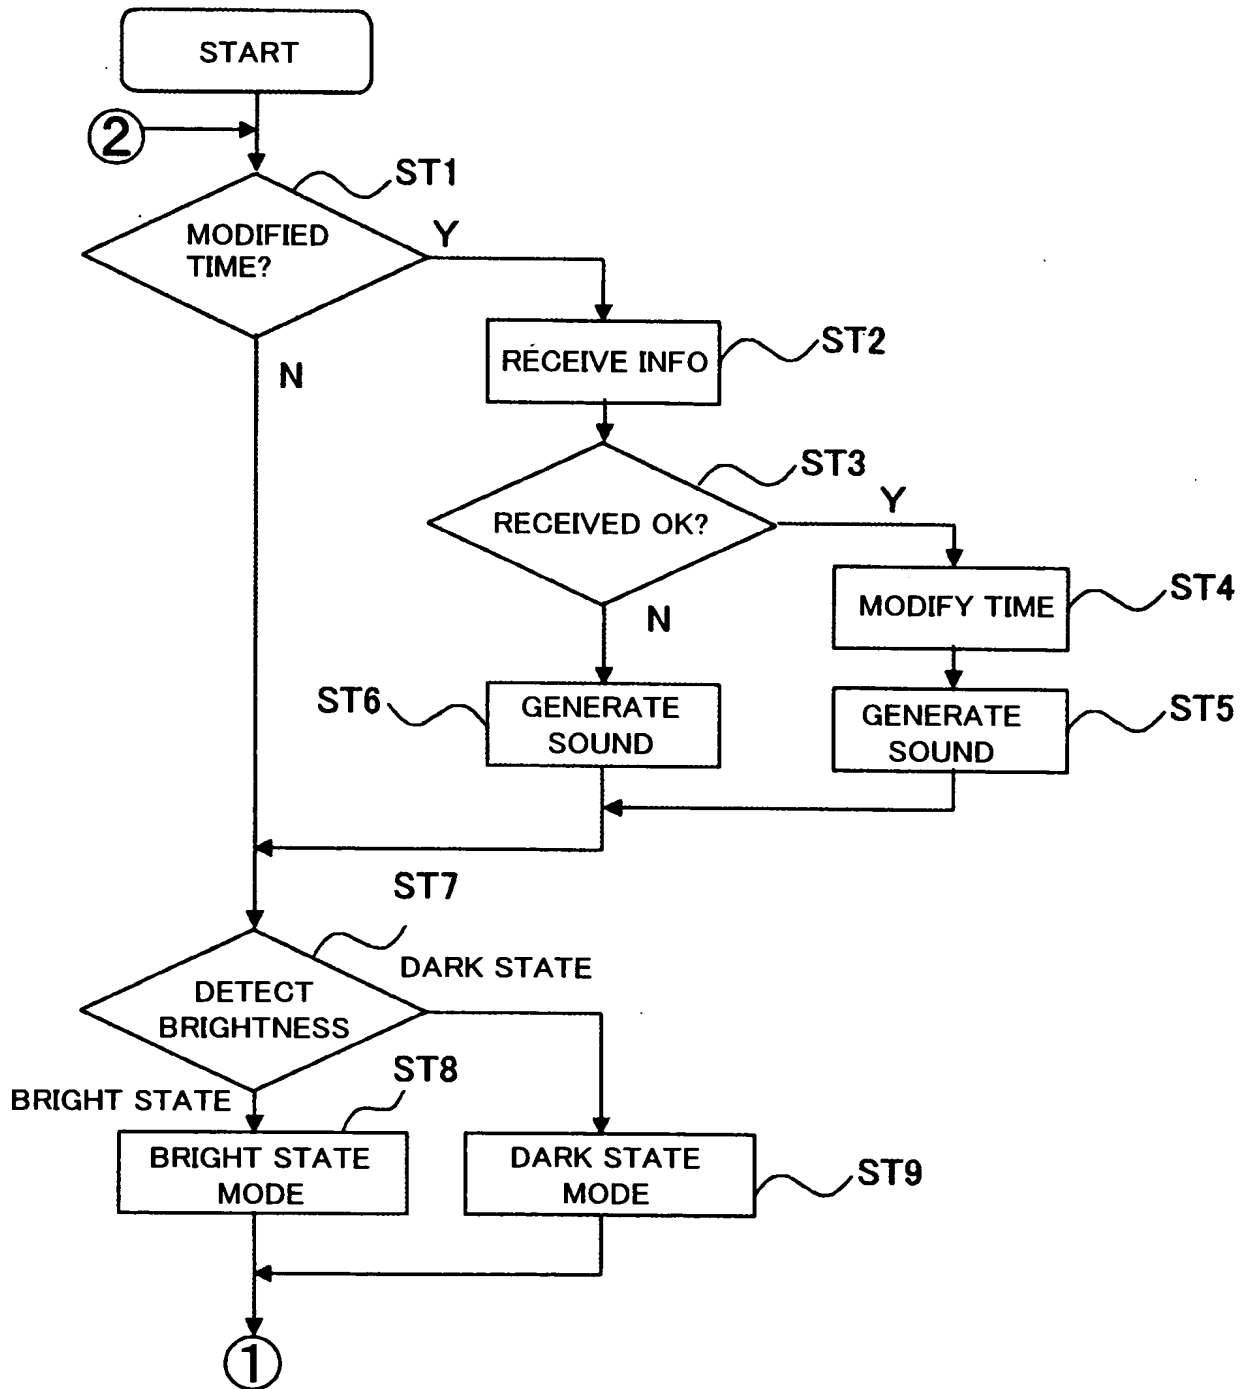 START
②
ST1
MODIFIED
TIME?
Y
N
RECEIVE INFO
ST2
ST3
RECEIVED OK?
Y
MODIFY TIME
ST4
N
ST6
GENERATE
SOUND
GENERATE
SOUND
ST5
ST7
DARK STATE
DETECT
BRIGHTNESS
ST8
BRIGHT STATE
BRIGHT STATE
MODE
DARK STATE
MODE
ST9
①